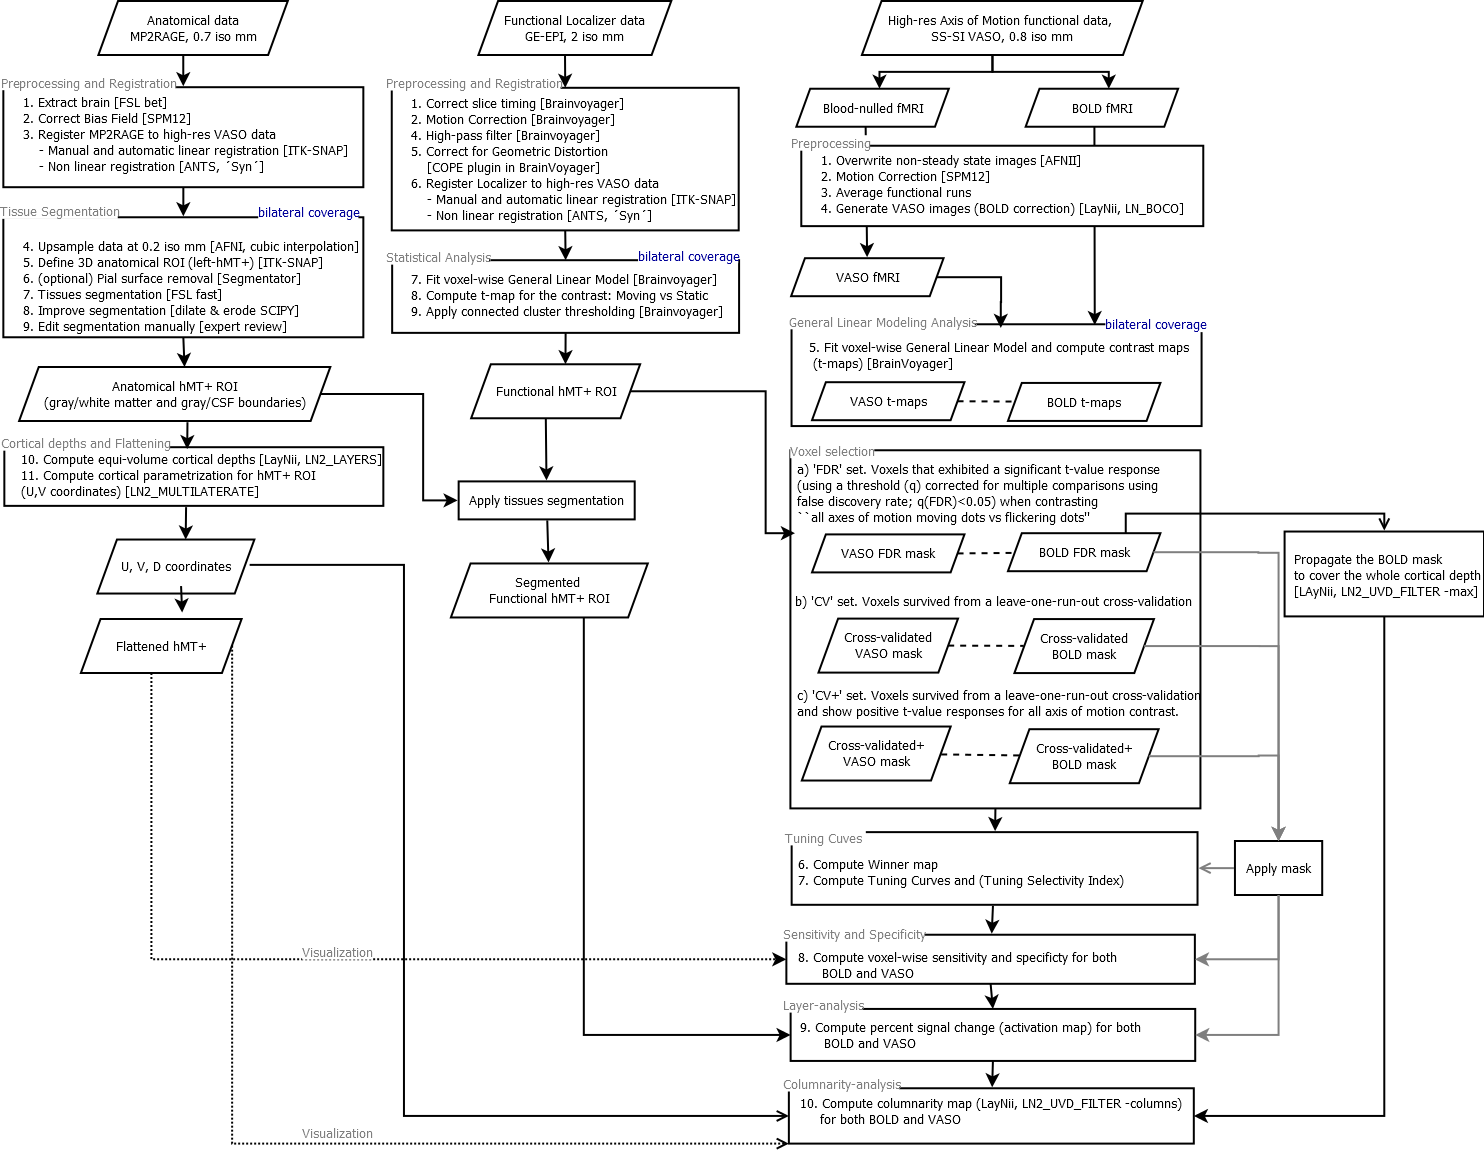 Anatomical data
MP2RAGE, 0.7 iso mm
Preprocessing and Registration
1. Extract brain [FSL bet]
2. Correct Bias Field [SPM12]
3. Register MP2RAGE to high-res VASO data
- Manual and automatic linear registration [ITK-SNAP]
- Non linear registration [ANTS, ´Syn´]
Tissue Segmentation
bilateral coverage
4. Upsample data at 0.2 iso mm [AFNI, cubic interpolation]
5. Define 3D anatomical ROI (left-hMT+) [ITK-SNAP]
6. (optional) Pial surface removal [Segmentator]
7. Tissues segmentation [FSL fast]
8. Improve segmentation [dilate & erode SCIPY]
9. Edit segmentation manually [expert review]
Anatomical hMT+ ROI
(gray/white matter and gray/CSF boundaries)
Cortical depths and Flattening
10. Compute equi-volume cortical depths [LayNii, LN2_LAYERS]
11. Compute cortical parametrization for hMT+ ROI
(U,V coordinates) [LN2_MULTILATERATE]
U, V, D coordinates
Flattened hMT+
Visualization
Visualization
Functional Localizer data
GE-EPI, 2 iso mm
Preprocessing and Registration
1. Correct slice timing [Brainvoyager]
2. Motion Correction [Brainvoyager]
4. High-pass filter [Brainvoyager]
5. Correct for Geometric Distortion
[COPE plugin in BrainVoyager]
6. Register Localizer to high-res VASO data
- Manual and automatic linear registration [ITK-SNAP]
- Non linear registration [ANTS, ´Syn´]
Statistical Analysis
bilateral coverage
7. Fit voxel-wise General Linear Model [Brainvoyager]
8. Compute t-map for the contrast: Moving vs Static
9. Apply connected cluster thresholding [Brainvoyager]
Functional hMT+ ROI
Apply tissues segmentation
Segmented
Functional hMT+ ROI
High-res Axis of Motion functional data,
SS-SI VASO, 0.8 iso mm
Blood-nulled fMRI
BOLD fMRI
Preprocessing
1. Overwrite non-steady state images [AFNII]
2. Motion Correction [SPM12]
3. Average functional runs
4. Generate VASO images (BOLD correction) [LayNii, LN_BOCO]
VASO fMRI
General Linear Modeling Analysis
bilateral coverage
5. Fit voxel-wise General Linear Model and compute contrast maps
(t-maps) [BrainVoyager]
VASO t-maps
BOLD t-maps
Voxel selection
a) 'FDR' set. Voxels that exhibited a significant t-value response
(using a threshold (q) corrected for multiple comparisons using
false discovery rate; q(FDR)<0.05) when contrasting
``all axes of motion moving dots vs flickering dots''
VASO FDR mask
BOLD FDR mask
b) 'CV' set. Voxels survived from a leave-one-run-out cross-validation
Cross-validated
VASO mask
Cross-validated
BOLD mask
c) 'CV+' set. Voxels survived from a leave-one-run-out cross-validation
and show positive t-value responses for all axis of motion contrast.
Cross-validated+
VASO mask
Cross-validated+
BOLD mask
Propagate the BOLD mask
to cover the whole cortical depth
[LAyNii, LN2_UVD_FILTER -max]
Tuning Cuves
6. Compute Winner map
7. Compute Tuning Curves and (Tuning Selectivity Index)
Apply mask
Sensitivity and Specificity
8. Compute voxel-wise sensitivity and specificty for both
BOLD and VASO
Layer-analysis
9. Compute percent signal change (activation map) for both
BOLD and VASO
Columnarity-analysis
10. Compute columnarity map (LayNii, LN2_UVD_FILTER -columns)
for both BOLD and VASO